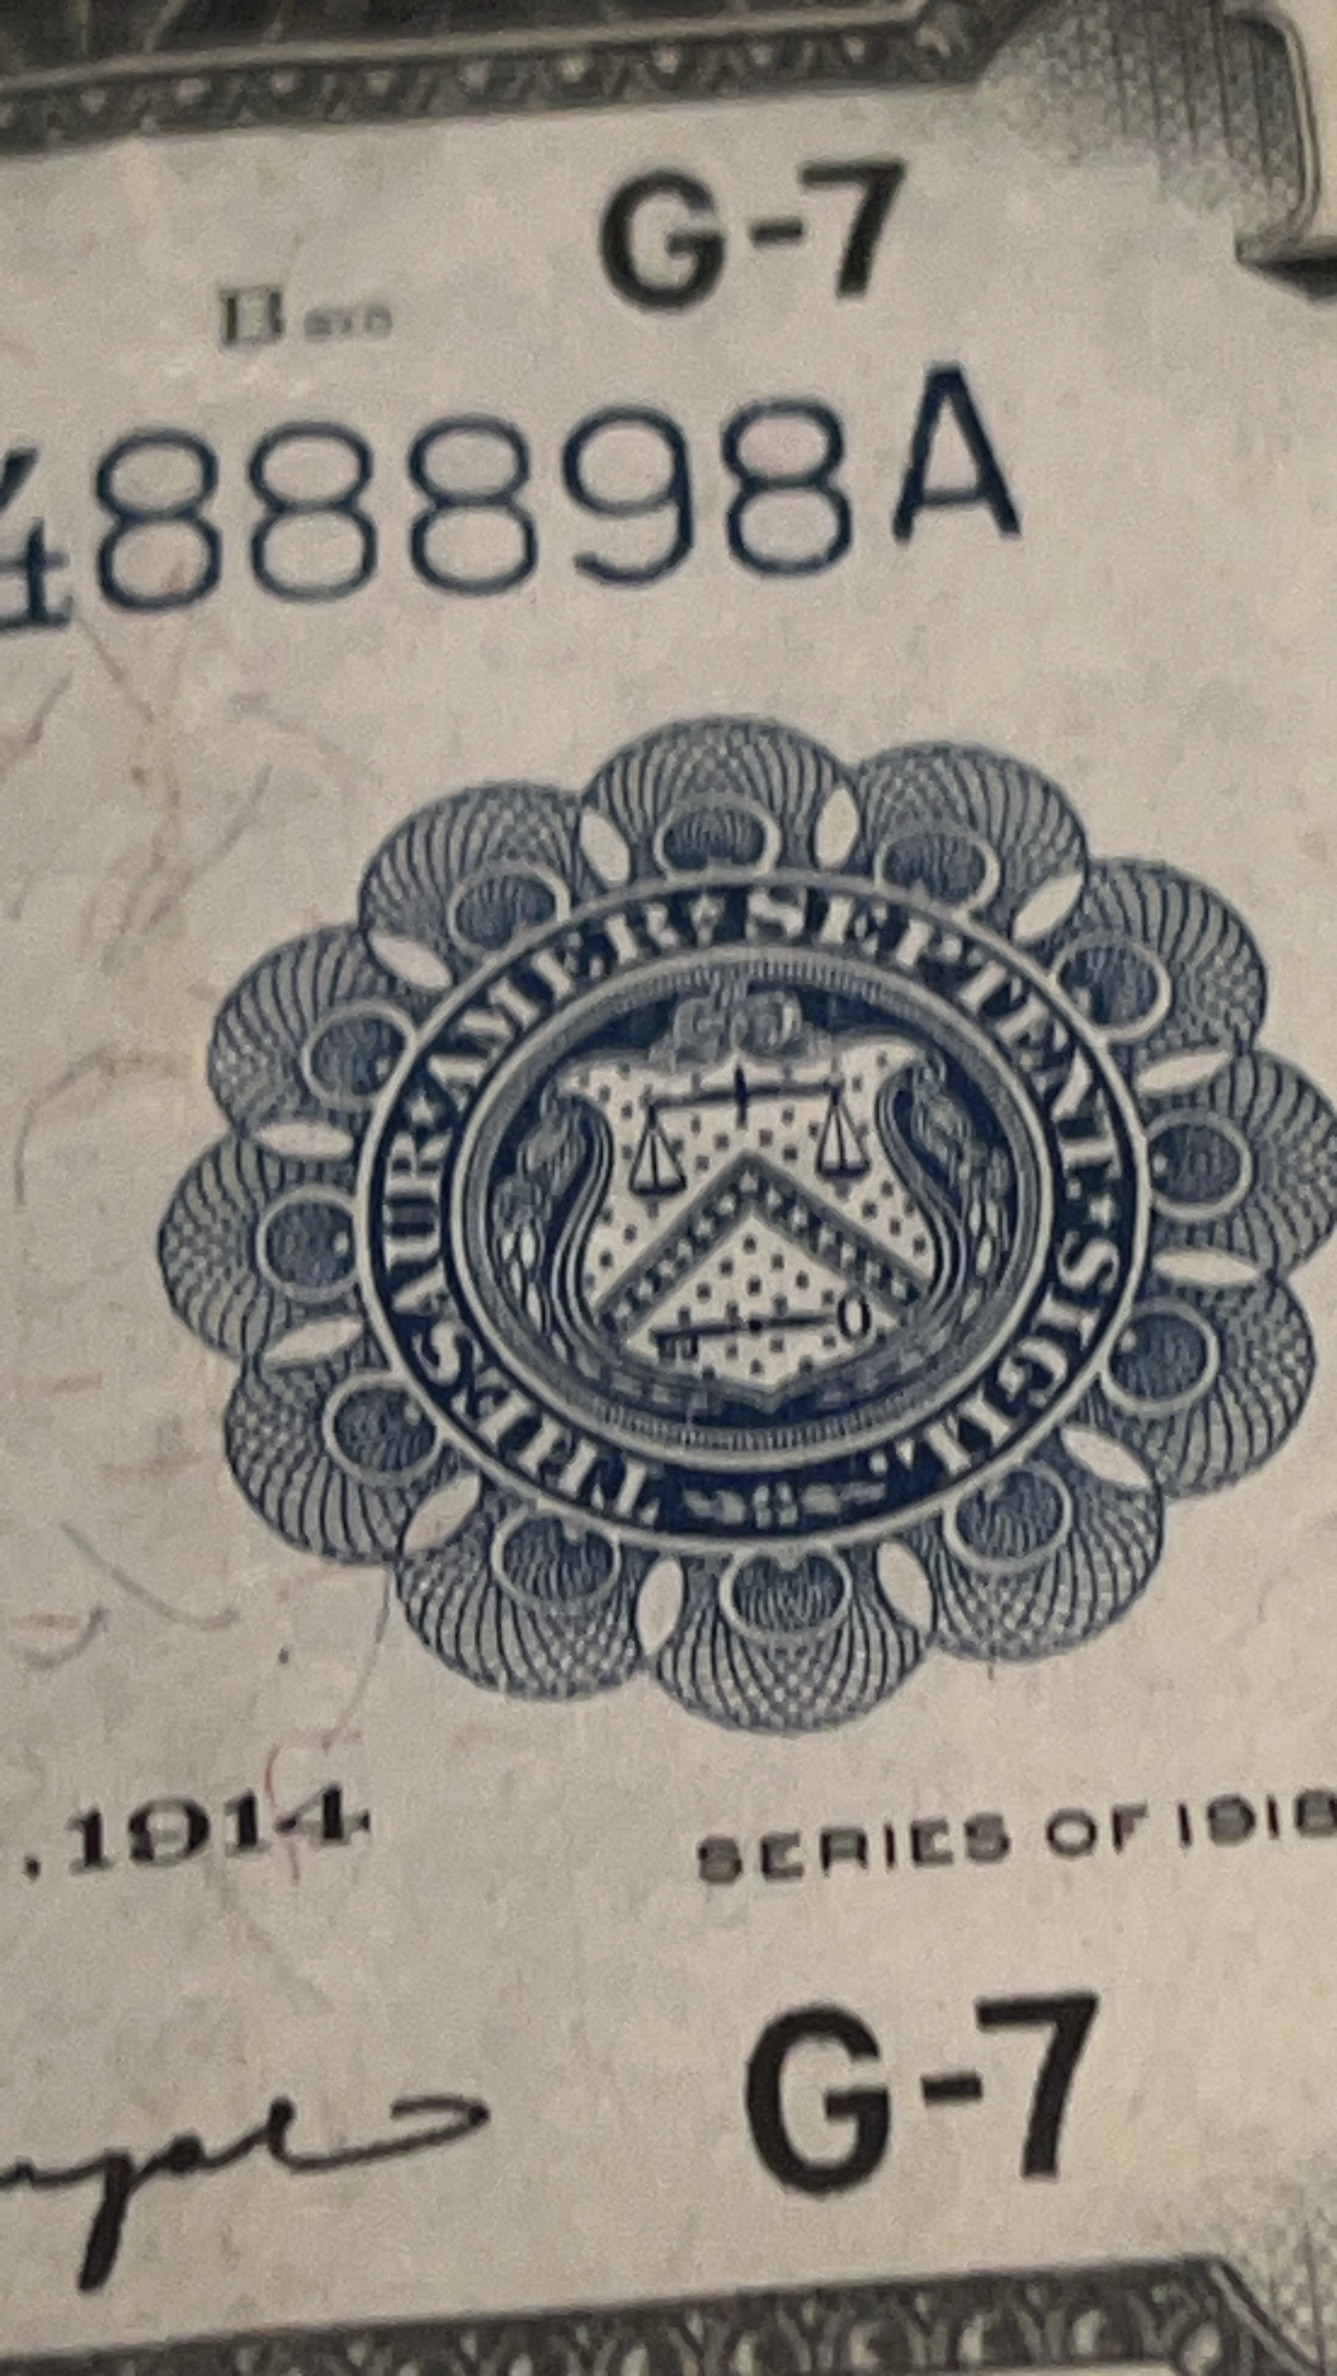 G-7
488898A
THESAUR. AMER. SEPTENT. SIGIL.
,1914
SERIES OF 1918
G-7